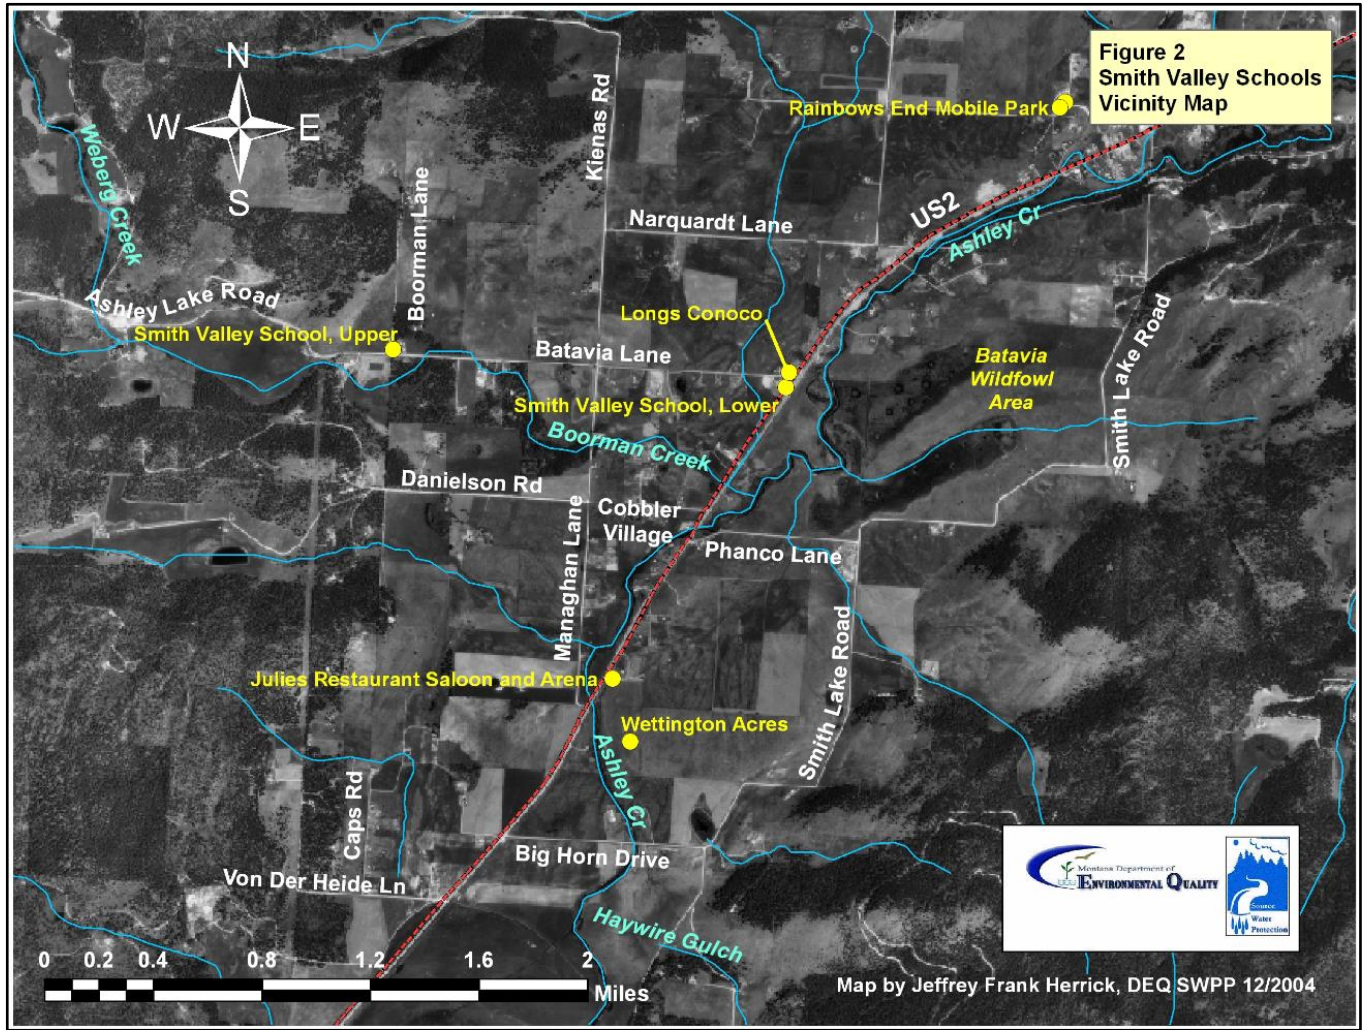 Figure 2
Smith Valley Schools
Vicinity Map
N
W
E
S
Rainbows End Mobile Park
Kienas Rd
Weberg Creek
Boorman Lane
Narquardt Lane
US2
Ashley Cr
Ashley Lake Road
Smith Valley School, Upper
Longs Conoco
Batavia Lane
Batavia
Wildfowl
Area
Smith Lake Road
Smith Valley School, Lower
Boorman Creek
Danielson Rd
Cobbler
Village
Phanco Lane
Managhan Lane
Julies Restaurant Saloon and Arena
Smith Lake Road
Wettington Acres
Ashley Cr
Caps Rd
Big Horn Drive
Von Der Heide Ln
Haywire Gulch
Montana Department of
ENVIRONMENTAL QUALITY
Source
Water
Protection
0 0.2 0.4 0.8 1.2 1.6 2
Miles
Map by Jeffrey Frank Herrick, DEQ SWPP 12/2004